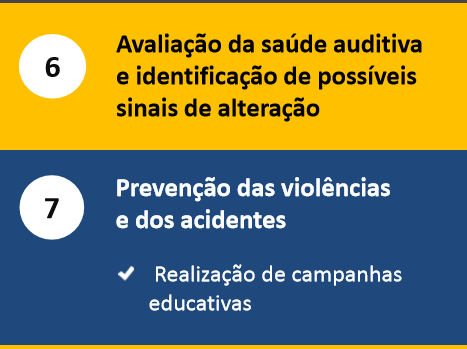 6
Avaliação da saúde auditiva
e identificação de possíveis
sinais de alteração
7
Prevenção das violências
e dos acidentes
Realização de campanhas
educativas